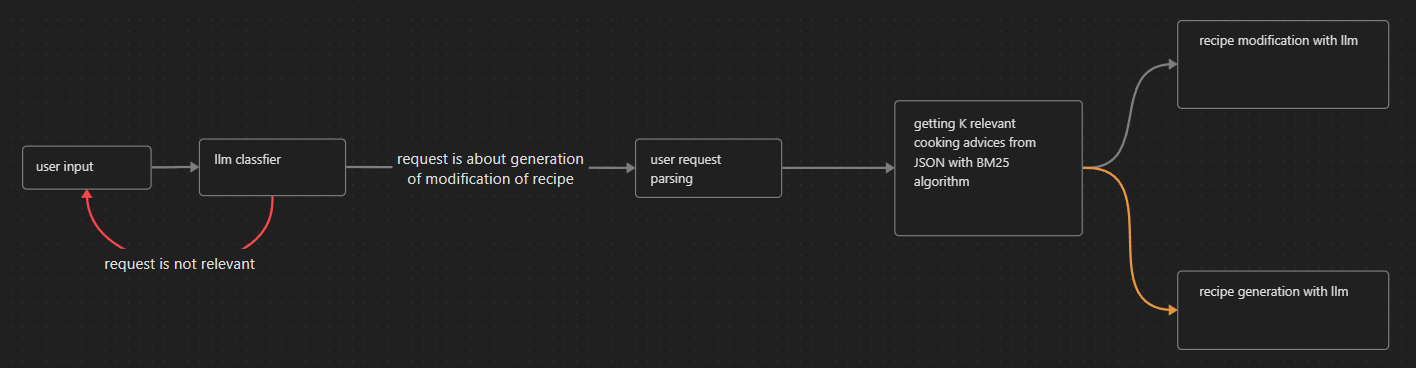 user input
llm classfier
request is not relevant
request is about generation
of modification of recipe
user request
parsing
getting K relevant
cooking advices from
JSON with BM25
algorithm
recipe modification with llm
recipe generation with llm